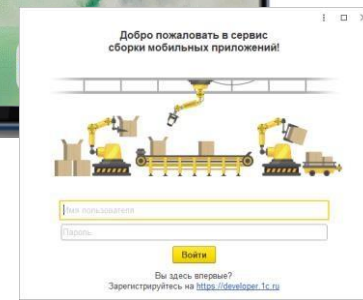 Добро пожаловать в сервис
сборки мобильных приложений!
Имя пользователя
Пароль
Войти
Вы здесь впервые?
Зарегистрируйтесь на https://developer.1c.ru